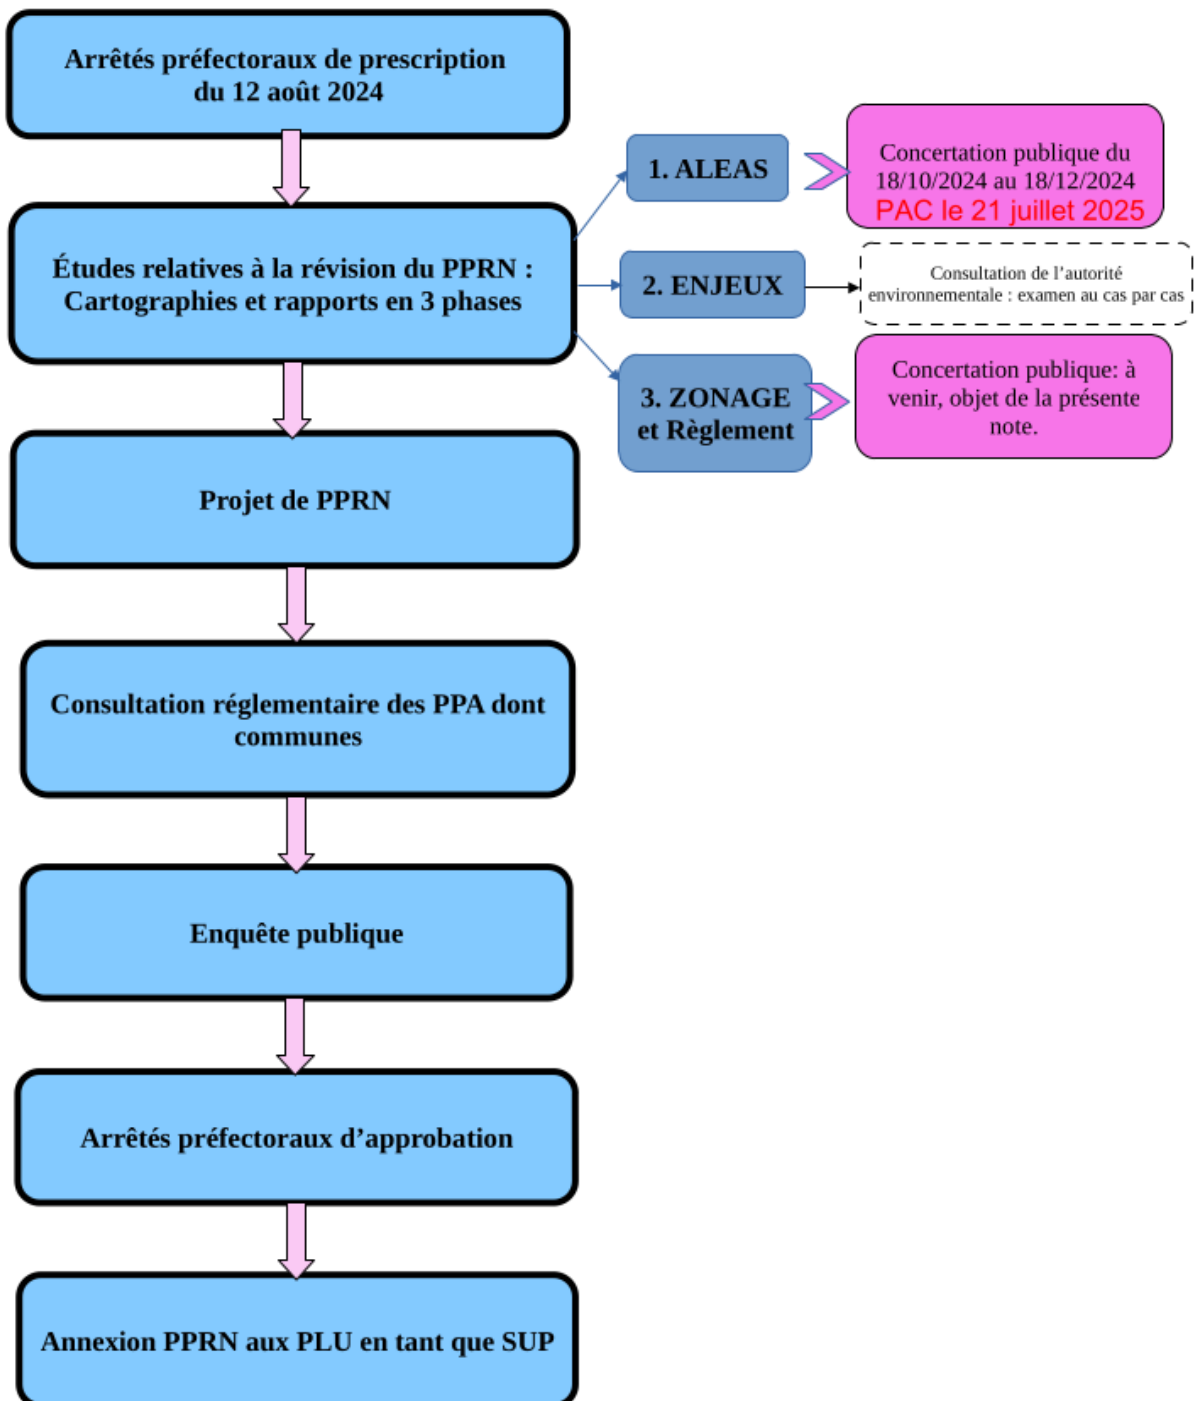 Arrêtés préfectoraux de prescription
du 12 août 2024
Études relatives à la révision du PPRN :
Cartographies et rapports en 3 phases
1. ALEAS
Concertation publique du
18/10/2024 au 18/12/2024
PAC le 21 juillet 2025
2. ENJEUX
Consultation de l’autorité
environnementale : examen au cas par cas
3. ZONAGE
et Règlement
Concertation publique: à
venir, objet de la présente
note.
Projet de PPRN
Consultation réglementaire des PPA dont
communes
Enquête publique
Arrêtés préfectoraux d’approbation
Annexion PPRN aux PLU en tant que SUP